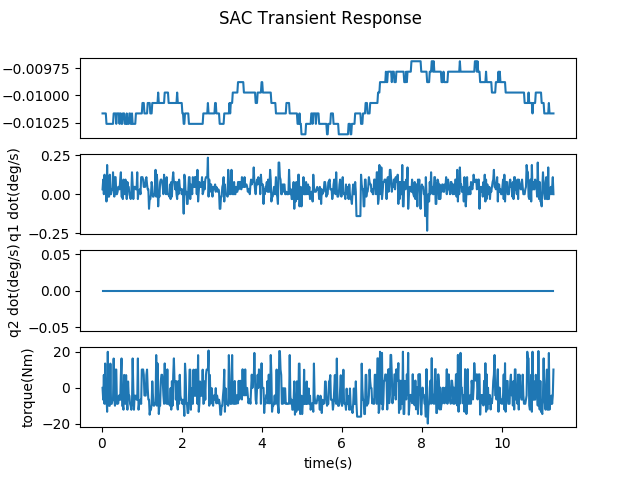 SAC Transient Response
−0.00975
−0.01000
−0.01025
0.25
0.00
−0.25
q1 dot(deg/s)
0.05
0.00
−0.05
q2 dot(deg/s)
20
0
−20
torque(Nm)
0 2 4 6 8 10
time(s)